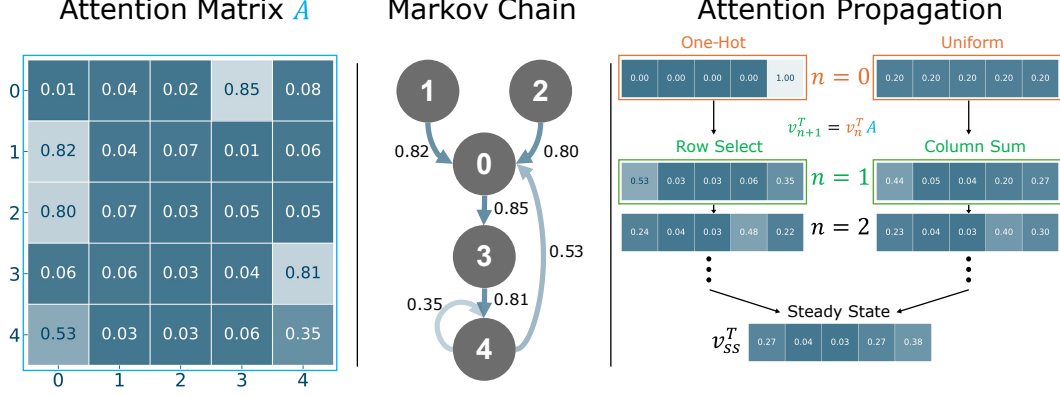 Attention Matrix A
0 0.01 0.04 0.02 0.85 0.08
1 0.82 0.04 0.07 0.01 0.06
2 0.80 0.07 0.03 0.05 0.05
3 0.06 0.06 0.03 0.04 0.81
4 0.53 0.03 0.03 0.06 0.35
0 1 2 3 4
Markov Chain
1 2
0.82 0.80
0
0.85
3
0.53
0.35 0.81
4
Attention Propagation
One-Hot Uniform
0.00 0.00 0.00 0.00 1.00 n = 0 0.20 0.20 0.20 0.20 0.20
v_{n+1}^T = v_n^T A
Row Select Column Sum
0.53 0.03 0.03 0.06 0.35 n = 1 0.44 0.05 0.04 0.20 0.27
0.24 0.04 0.03 0.48 0.22 n = 2 0.23 0.04 0.03 0.40 0.30
Steady State
v_{ss}^T 0.27 0.04 0.03 0.27 0.38